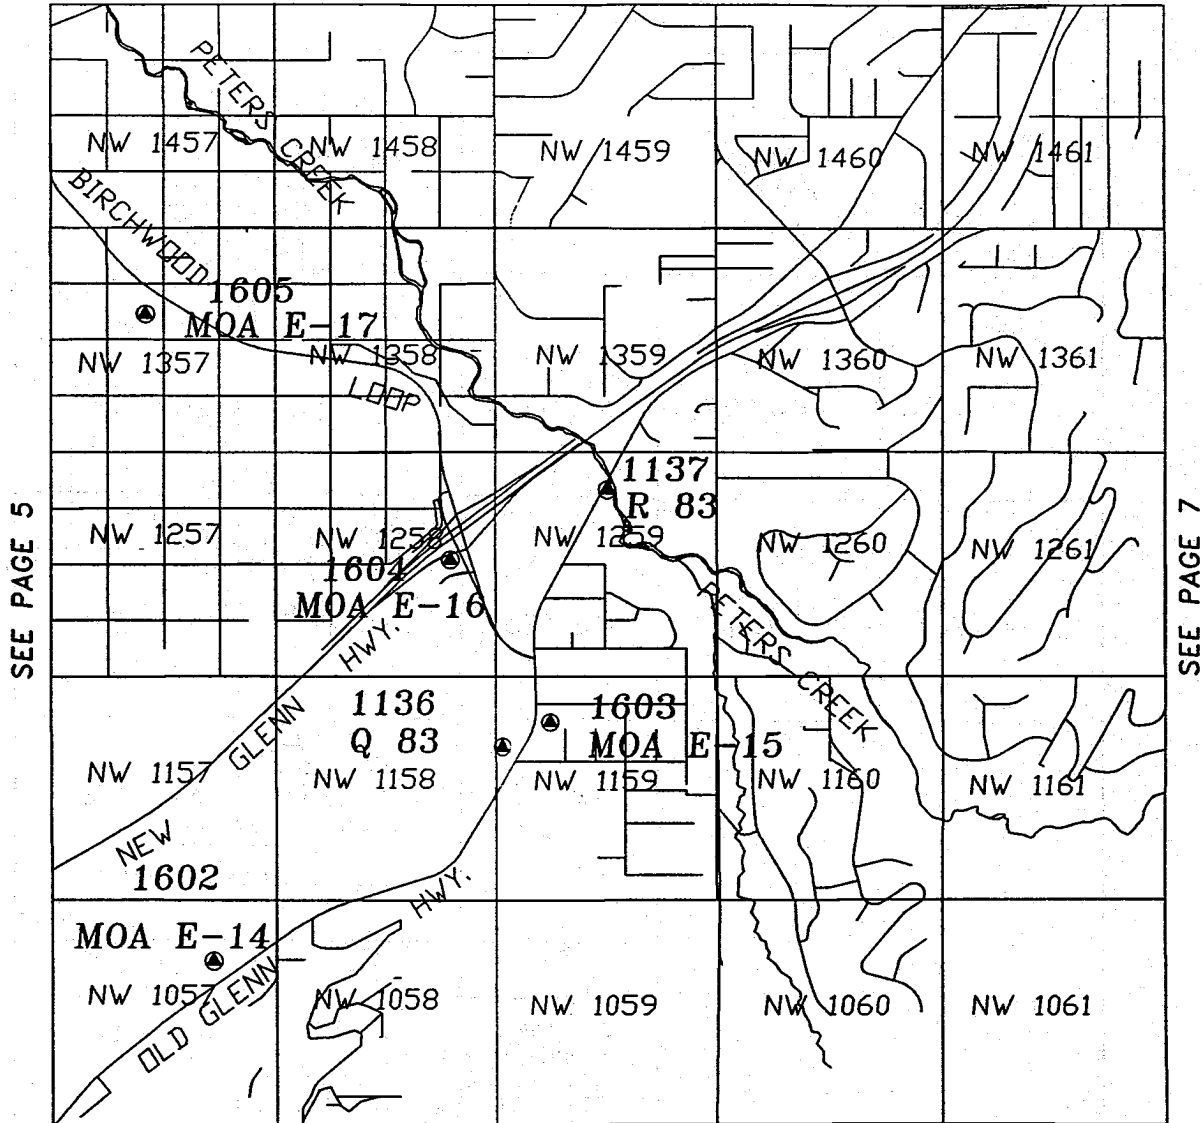 PETERS
CREEK
NW 1457
NW 1458
NW 1459
NW 1460
NW 1461
BIRCHWOOD
LOOP
1605
MOA E-17
NW 1357
NW 1358
NW 1359
NW 1360
NW 1361
1137
R 83
NW 1257
NW 1258
NW 1259
NW 1260
NW 1261
1604
MOA E-16
SEE PAGE 5
SEE PAGE 7
PETERS CREEK
NEW GLENN HWY.
1136
Q 83
1603
MOA E-15
NW 1157
NW 1158
NW 1159
NW 1160
NW 1161
1602
MOA E-14
OLD GLENN HWY.
NW 1057
NW 1058
NW 1059
NW 1060
NW 1061